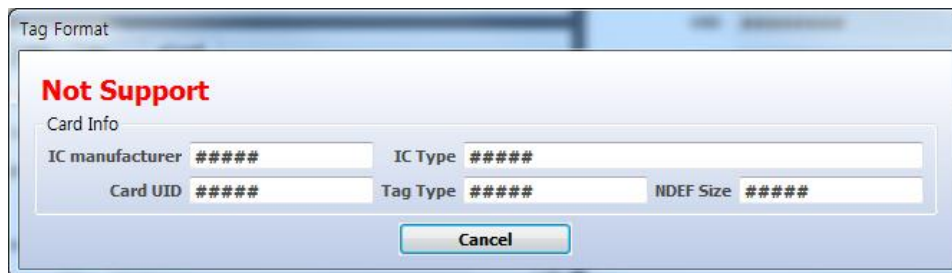 Tag Format
Not Support
Card Info
IC manufacturer ##### IC Type #####
Card UID ##### Tag Type ##### NDEF Size #####
Cancel